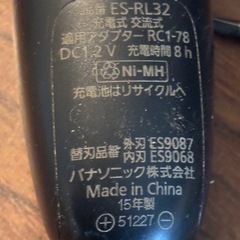 品番 ES-RL32
充電式 交流式
適用アダプター RC1-78
DC1.2V 充電時間8h
Ni-MH
充電池はリサイクルへ
替刃品番 外刃 ES9087
内刃 ES9068
パナソニック株式会社
Made in China
15年製
51227